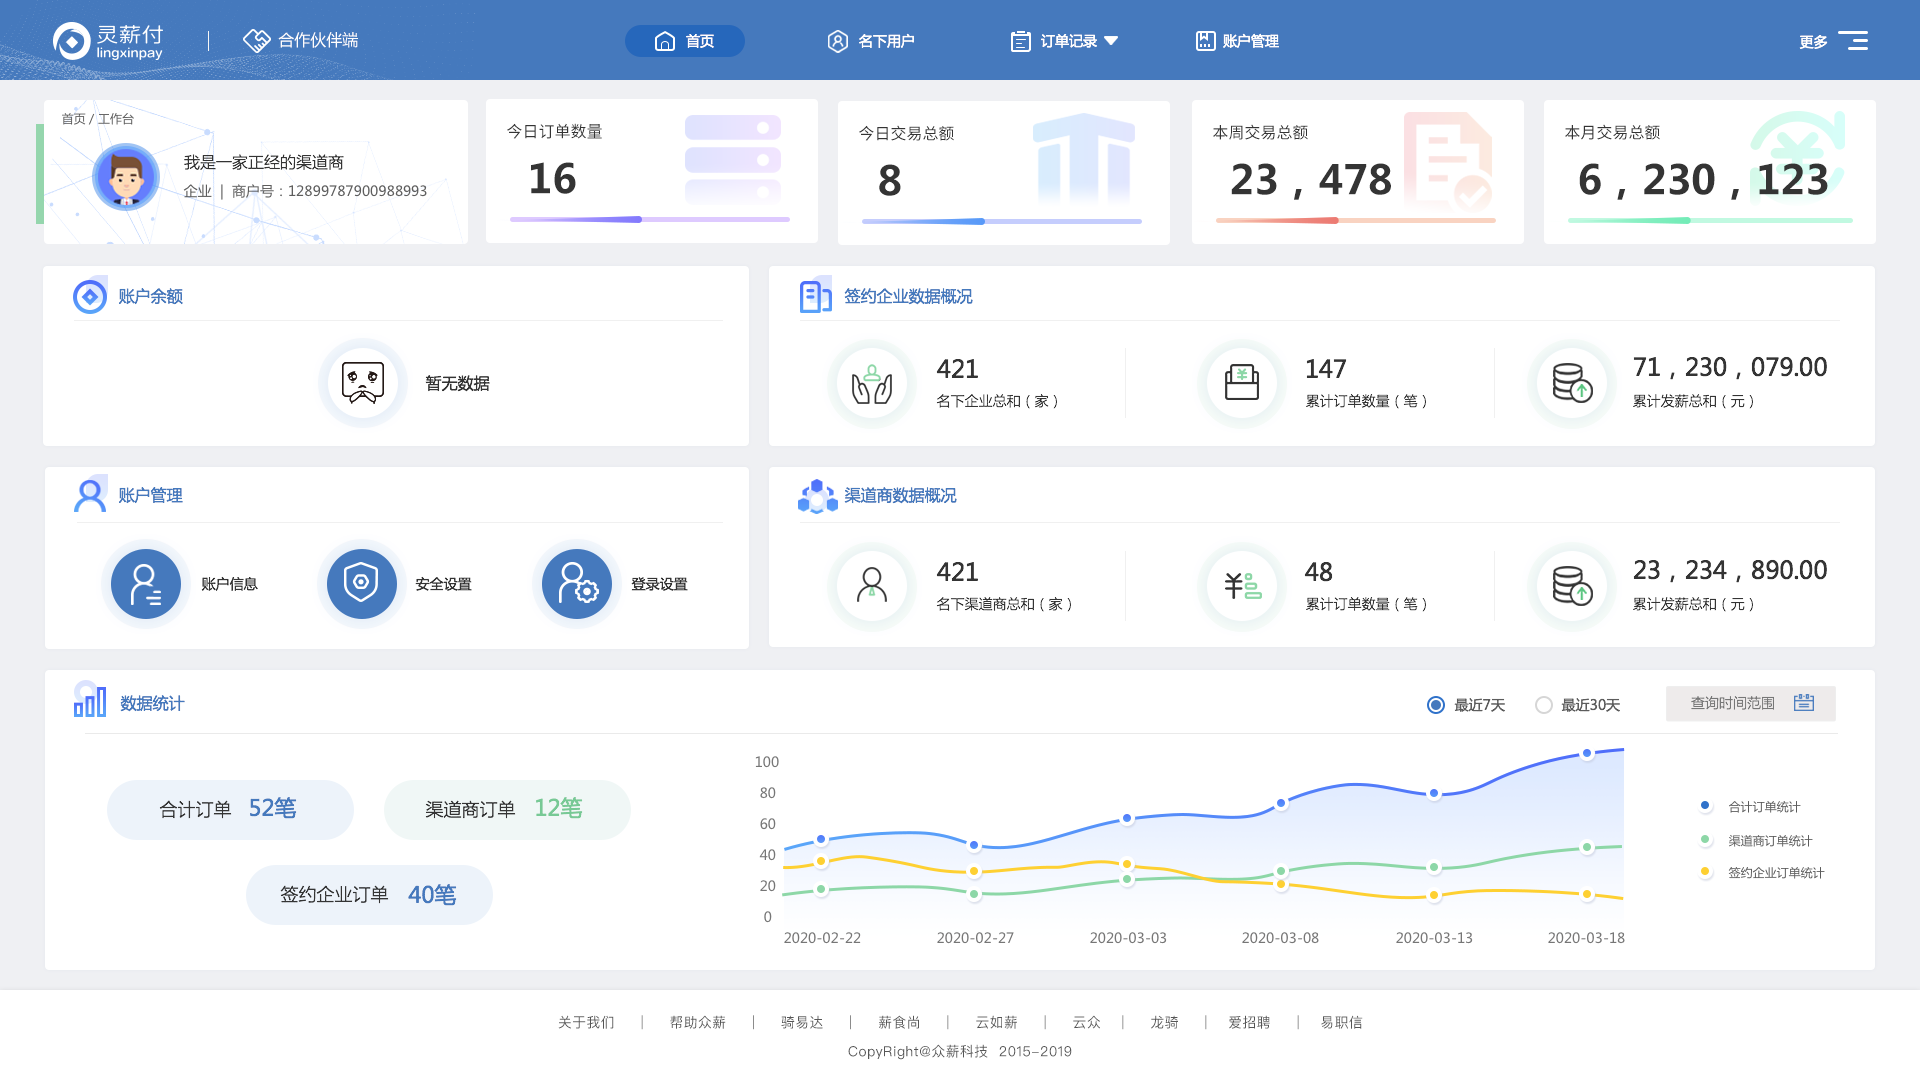 灵薪付
lingxinpay
合作伙伴端
首页
名下用户
订单记录
账户管理
更多
首页 / 工作台
我是一家正经的渠道商
企业 | 商户号：12899787900988993
今日订单数量
16
今日交易总额
8
本周交易总额
23，478
本月交易总额
6，230，123
账户余额
暂无数据
签约企业数据概况
421
名下企业总和（家）
147
累计订单数量（笔）
71，230，079.00
累计发薪总和（元）
账户管理
账户信息
安全设置
登录设置
渠道商数据概况
421
名下渠道商总和（家）
48
累计订单数量（笔）
23，234，890.00
累计发薪总和（元）
数据统计
最近7天
最近30天
查询时间范围
合计订单 52笔
渠道商订单 12笔
签约企业订单 40笔
100
80
60
40
20
0
2020-02-22
2020-02-27
2020-03-03
2020-03-08
2020-03-13
2020-03-18
合计订单统计
渠道商订单统计
签约企业订单统计
关于我们 | 帮助众薪 | 骑易达 | 薪食尚 | 云如薪 | 云众 | 龙骑 | 爱招聘 | 易职信
CopyRight@众薪科技 2015-2019